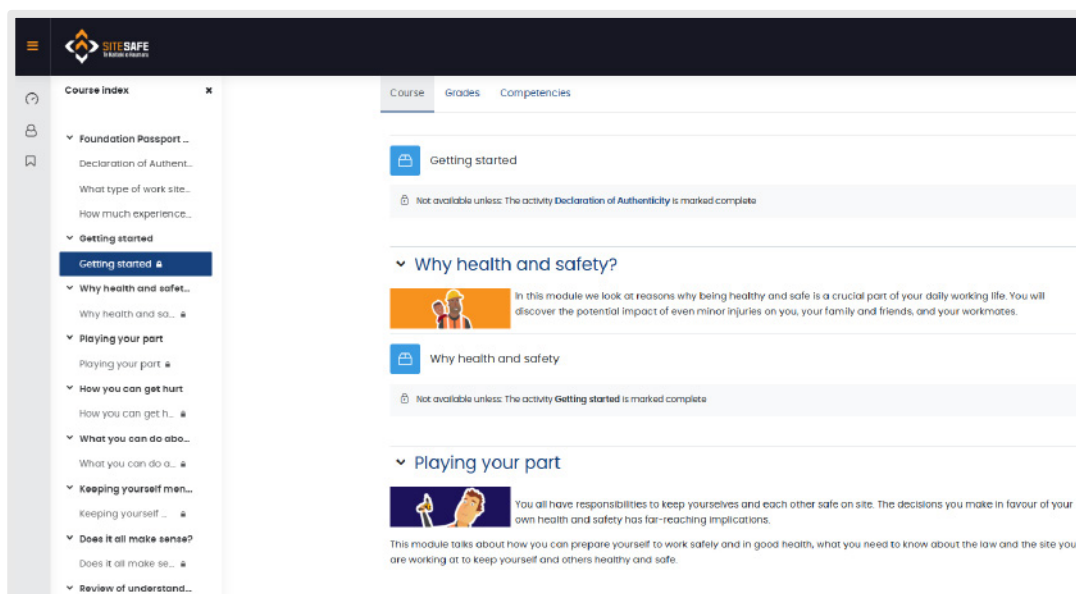 SITESAFE
Course index
×
Foundation Passport ...
Declaration of Authent...
What type of work site...
How much experience...
Getting started
Getting started
Why health and safet...
Why health and sa...
Playing your part
Playing your part
How you can get hurt
How you can get h...
What you can do abo...
What you can do a...
Keeping yourself men...
Keeping yourself ...
Does it all make sense?
Does it all make se...
Review of understand...
Course Grades Competencies
Getting started
Not available unless: The activity Declaration of Authenticity is marked complete
Why health and safety?
In this module we look at reasons why being healthy and safe is a crucial part of your daily working life. You will
discover the potential impact of even minor injuries on you, your family and friends, and your workmates.
Why health and safety
Not available unless: The activity Getting started is marked complete
Playing your part
You all have responsibilities to keep yourselves and each other safe on site. The decisions you make in favour of your
own health and safety has far-reaching implications.
This module talks about how you can prepare yourself to work safely and in good health, what you need to know about the law and the site you
are working at to keep yourself and others healthy and safe.